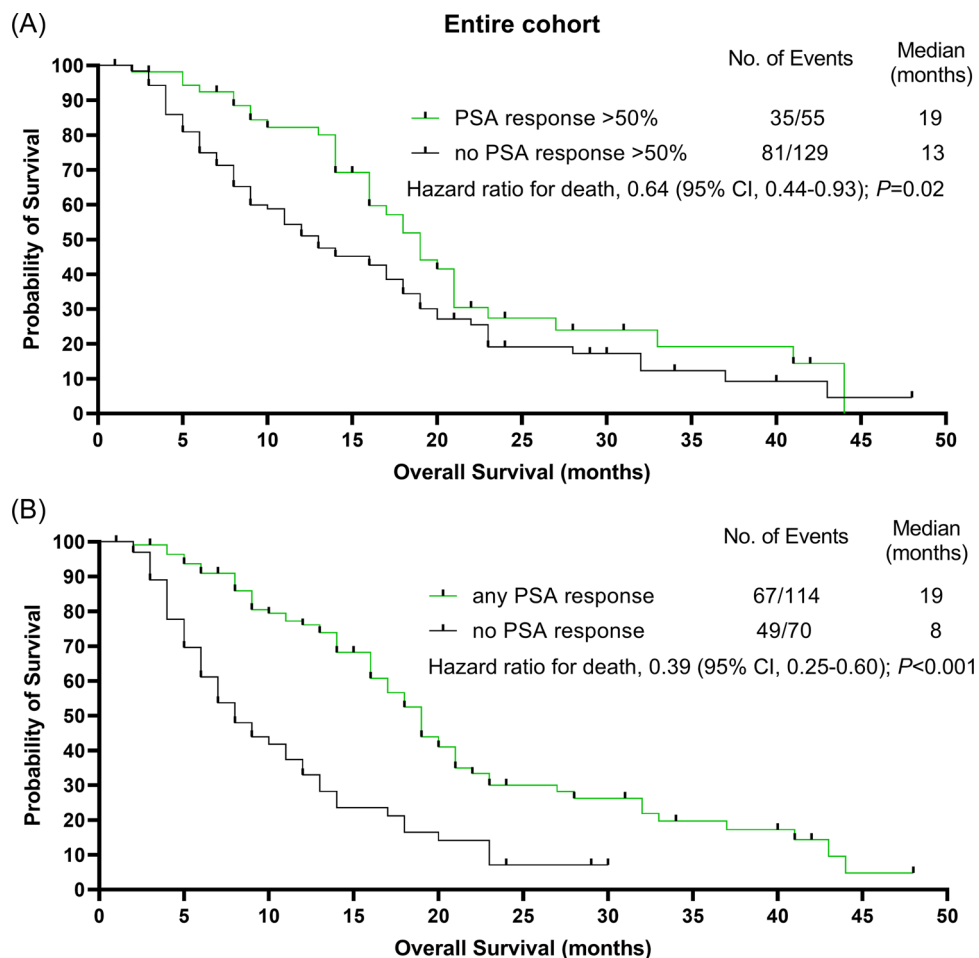 (A)
Entire cohort
No. of Events
Median
(months)
PSA response >50% 35/55 19
no PSA response >50% 81/129 13
Hazard ratio for death, 0.64 (95% CI, 0.44-0.93); P=0.02
Probability of Survival
100
90
80
70
60
50
40
30
20
10
0
0 5 10 15 20 25 30 35 40 45 50
Overall Survival (months)
(B)
No. of Events
Median
(months)
any PSA response 67/114 19
no PSA response 49/70 8
Hazard ratio for death, 0.39 (95% CI, 0.25-0.60); P<0.001
Probability of Survival
100
90
80
70
60
50
40
30
20
10
0
0 5 10 15 20 25 30 35 40 45 50
Overall Survival (months)